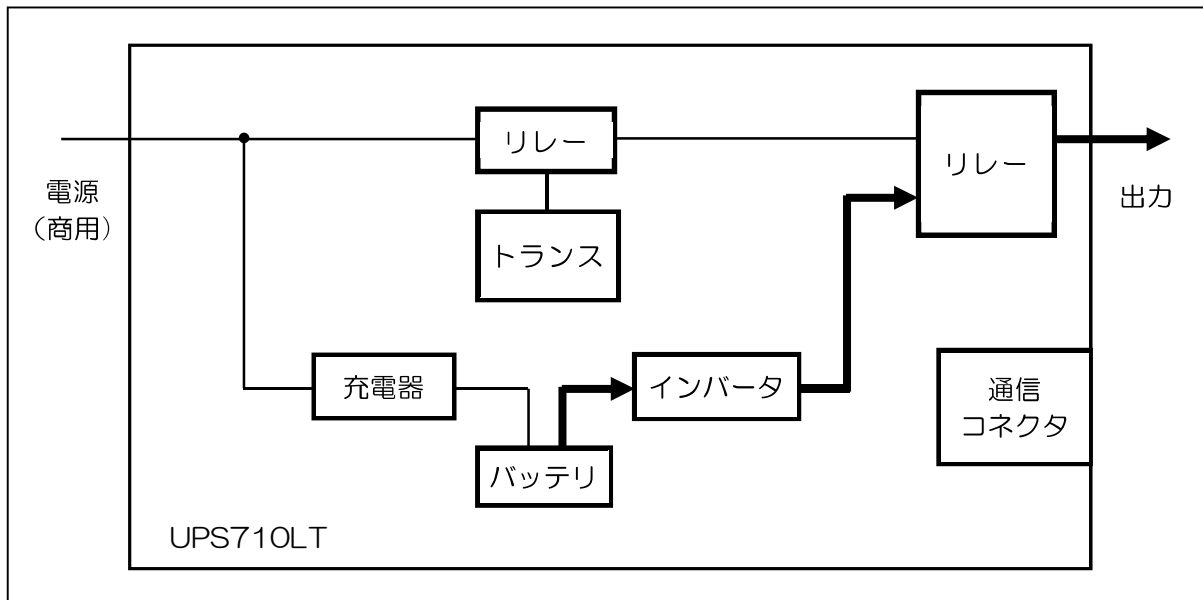 リレー
リレー
電源
(商用)
出力
トランス
充電器
インバータ
通信
コネクタ
バッテリ
UPS710LT